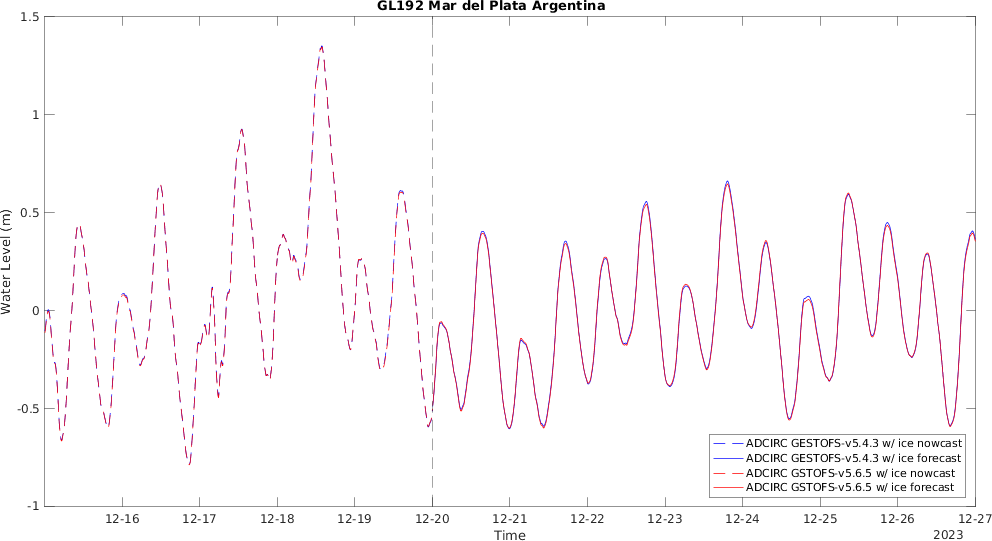 GL192 Mar del Plata Argentina
1.5
1
0.5
0
-0.5
-1
Water Level (m)
12-16 12-17 12-18 12-19 12-20 12-21 12-22 12-23 12-24 12-25 12-26 12-27
Time
2023
ADCIRC GESTOFS-v5.4.3 w/ ice nowcast
ADCIRC GESTOFS-v5.4.3 w/ ice forecast
ADCIRC GSTOFS-v5.6.5 w/ ice nowcast
ADCIRC GSTOFS-v5.6.5 w/ ice forecast